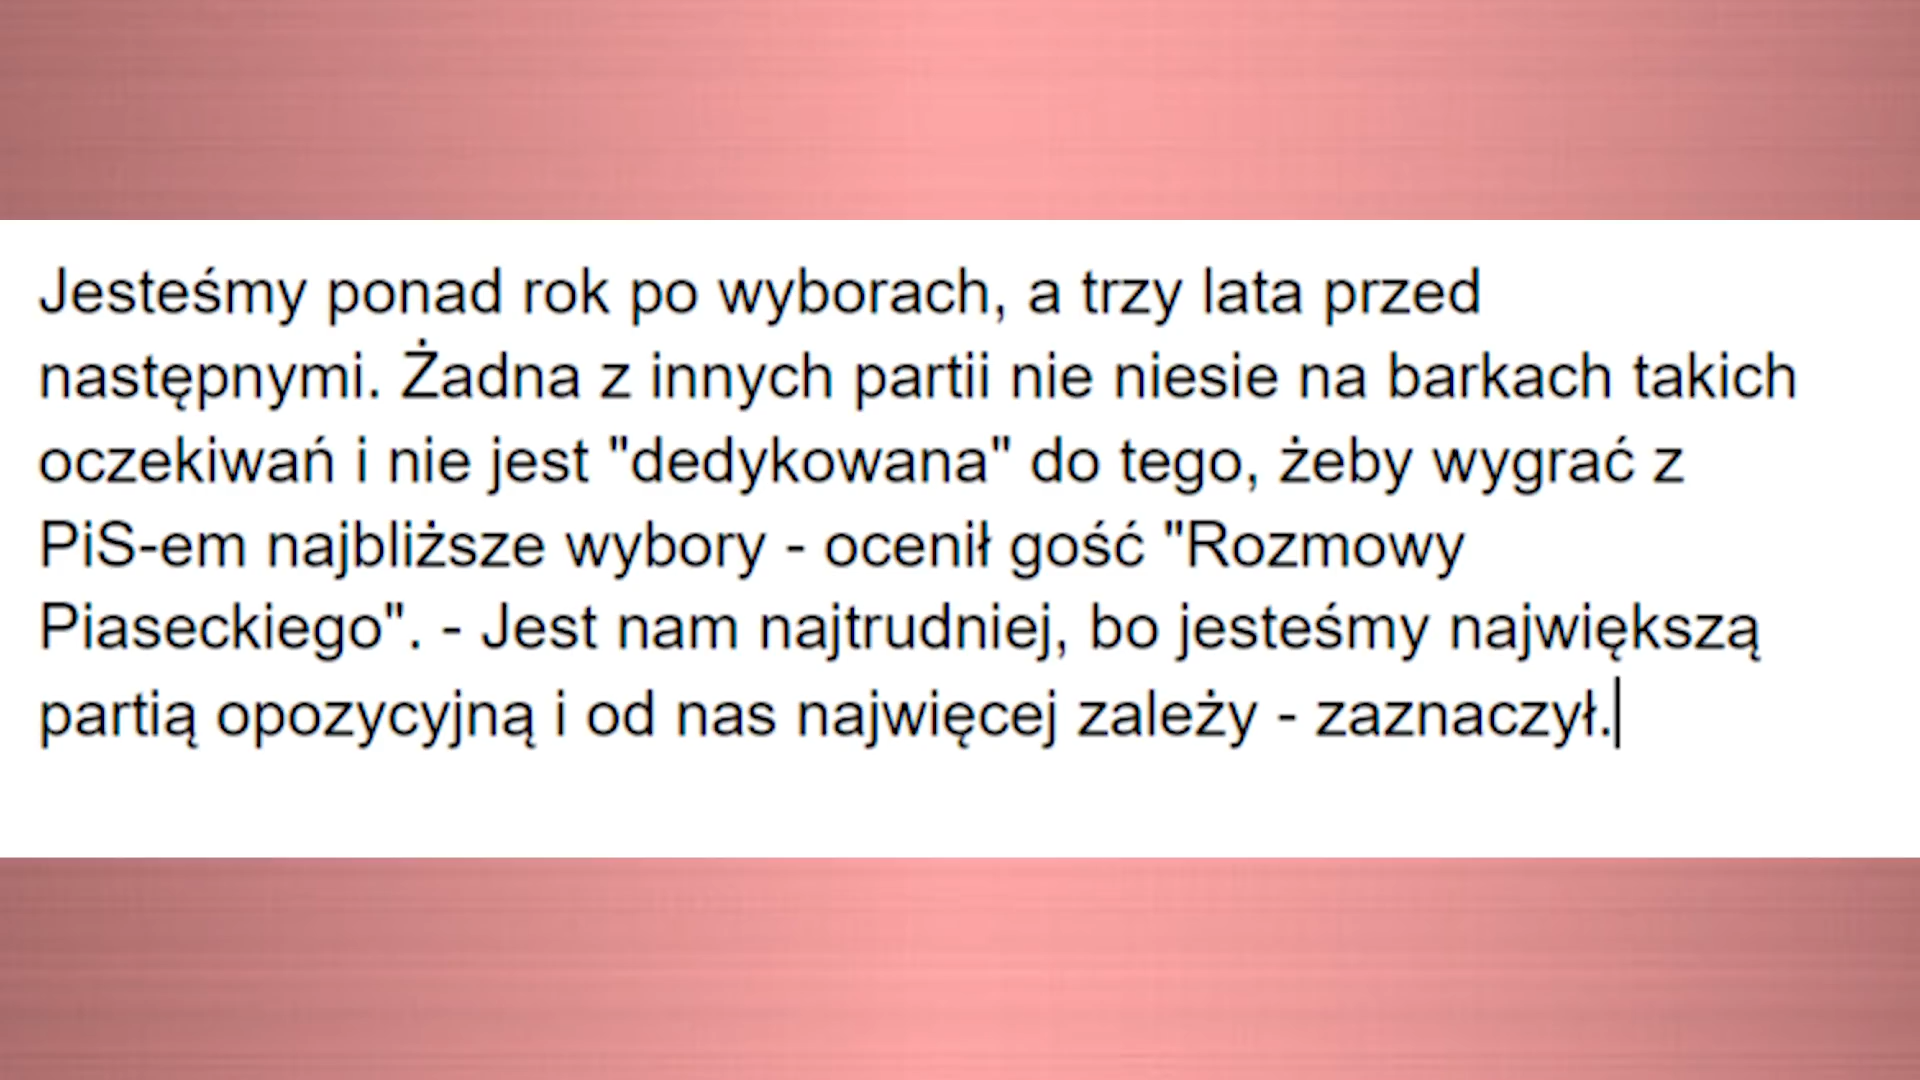 Jesteśmy ponad rok po wyborach, a trzy lata przed
następnymi. Żadna z innych partii nie niesie na barkach takich
oczekiwań i nie jest "dedykowana" do tego, żeby wygrać z
PiS-em najbliższe wybory - ocenił gość "Rozmowy
Piaseckiego". - Jest nam najtrudniej, bo jesteśmy największą
partią opozycyjną i od nas najwięcej zależy - zaznaczył.